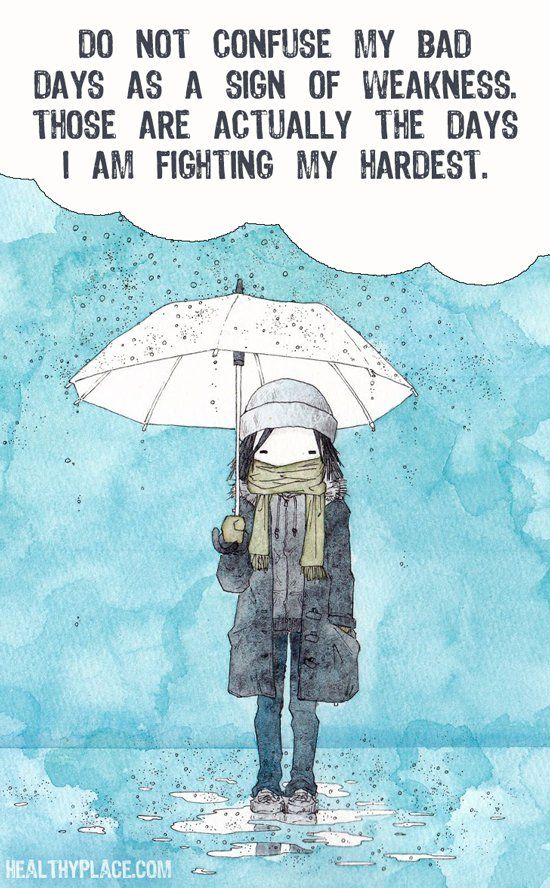 DO NOT CONFUSE MY BAD
DAYS AS A SIGN OF WEAKNESS.
THOSE ARE ACTUALLY THE DAYS
I AM FIGHTING MY HARDEST.
HEALTHYPLACE.COM